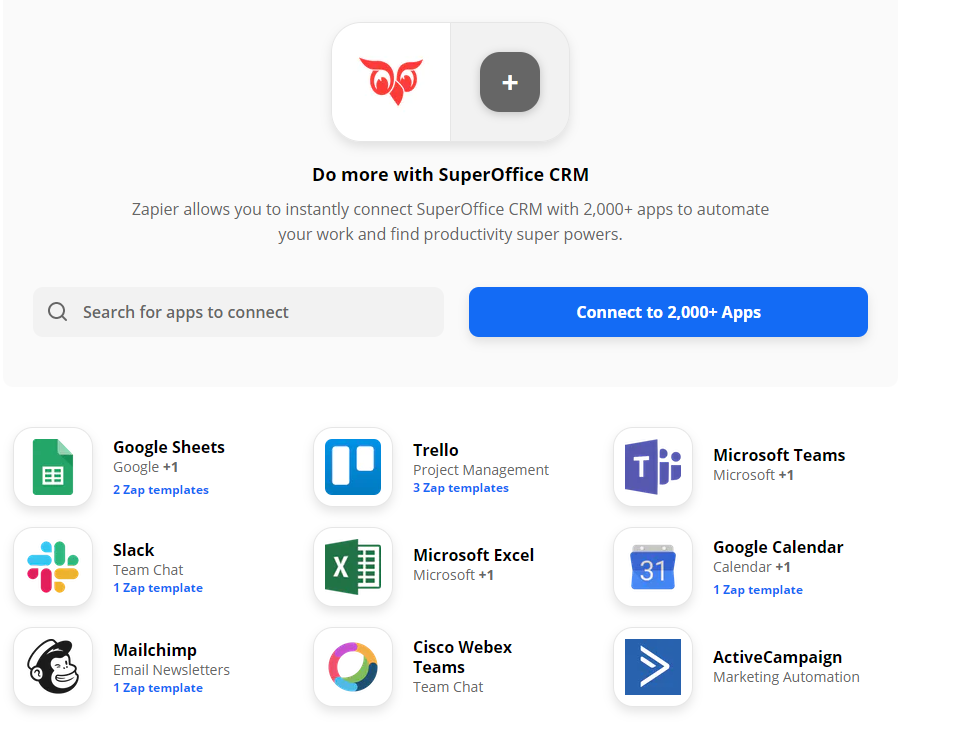 +
Do more with SuperOffice CRM
Zapier allows you to instantly connect SuperOffice CRM with 2,000+ apps to automate
your work and find productivity super powers.
Search for apps to connect
Connect to 2,000+ Apps
Google Sheets
Google +1
2 Zap templates
Trello
Project Management
3 Zap templates
T
Microsoft Teams
Microsoft +1
Slack
Team Chat
1 Zap template
X
Microsoft Excel
Microsoft +1
31
Google Calendar
Calendar +1
1 Zap template
Mailchimp
Email Newsletters
1 Zap template
Cisco Webex
Teams
Team Chat
ActiveCampaign
Marketing Automation